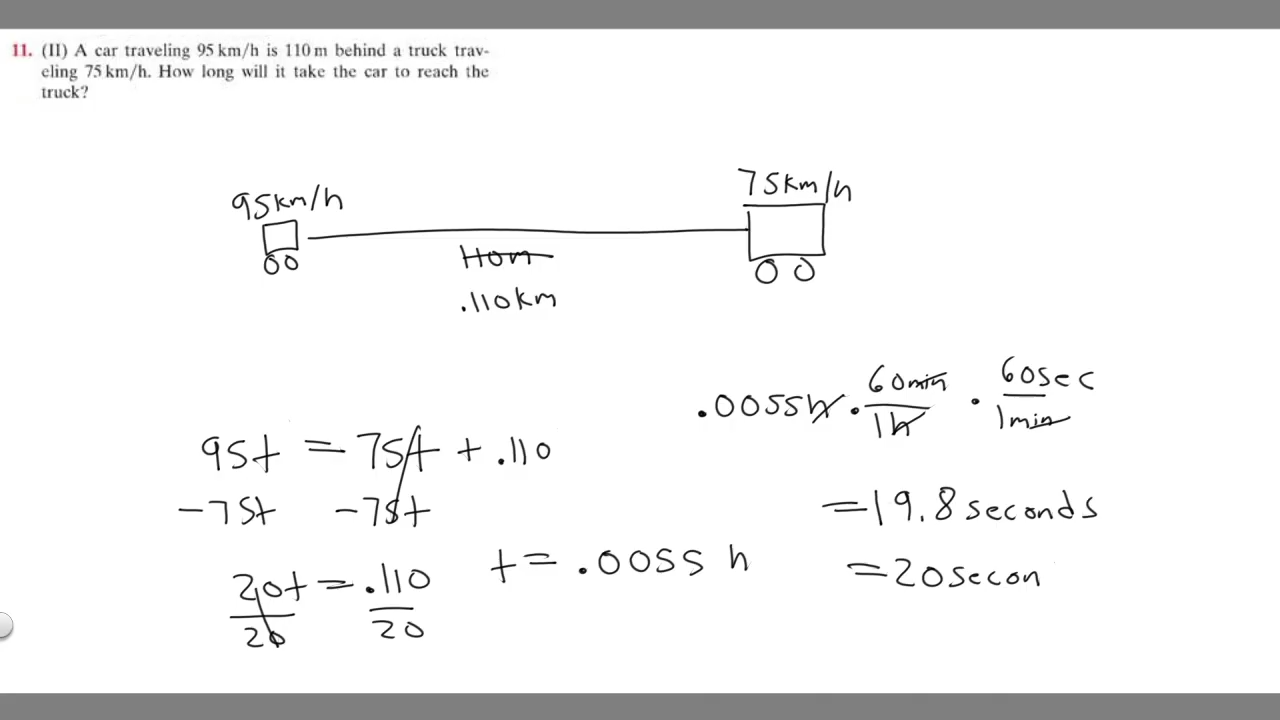 11. (II) A car traveling 95 km/h is 110 m behind a truck trav-
eling 75 km/h. How long will it take the car to reach the
truck?
95km/h
75km/h
110m
.110km
95t = 75t + .110
-75t -75t
20t = .110
20 20
t = .0055 h
.0055h · 60min · 60sec
1h 1min
=19.8 seconds
=20secon